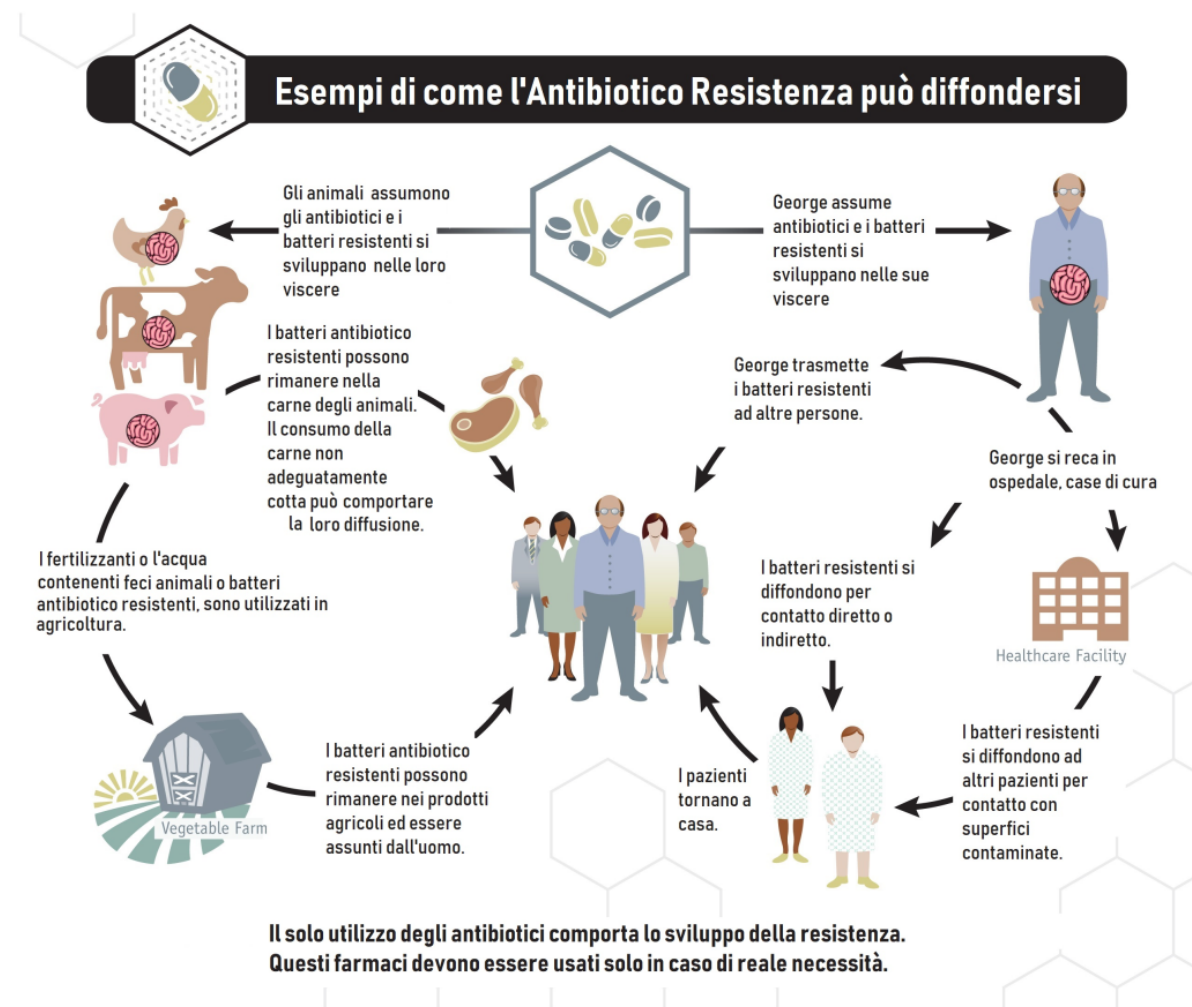 Esempi di come l'Antibiotico Resistenza può diffondersi
Gli animali assumono
gli antibiotici e i
batteri resistenti si
sviluppano nelle loro
viscere
George assume
antibiotici e i batteri
resistenti si
sviluppano nelle sue
viscere
I batteri antibiotico
resistenti possono
rimanere nella
carne degli animali.
Il consumo della
carne non
adeguatamente
cotta può comportare
la loro diffusione.
George trasmette
i batteri resistenti
ad altre persone.
George si reca in
ospedale, case di cura
I fertilizzanti o l'acqua
contenenti feci animali o batteri
antibiotico resistenti, sono utilizzati in
agricoltura.
I batteri resistenti si
diffondono per
contatto diretto o
indiretto.
Healthcare Facility
Vegetable Farm
I batteri antibiotico
resistenti possono
rimanere nei prodotti
agricoli ed essere
assunti dall'uomo.
I pazienti
tornano a
casa.
I batteri resistenti
si diffondono ad
altri pazienti per
contatto con
superfici
contaminate.
Il solo utilizzo degli antibiotici comporta lo sviluppo della resistenza.
Questi farmaci devono essere usati solo in caso di reale necessità.